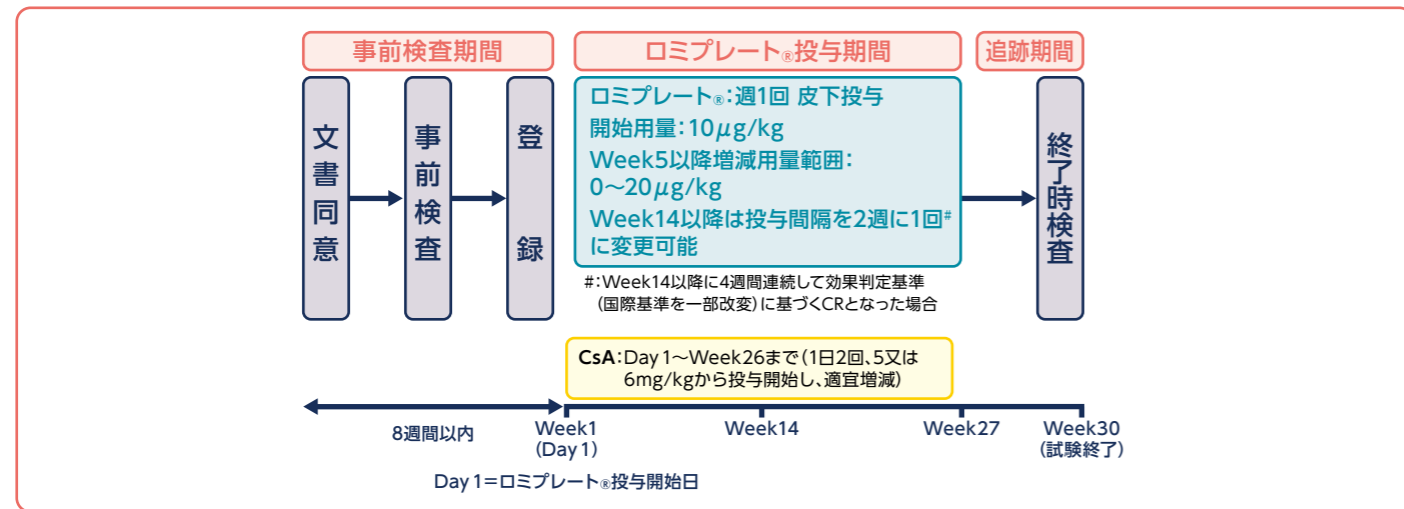 事前検査期間
ロミプレート®投与期間
追跡期間
文書同意
事前検査
登録
ロミプレート®:週1回 皮下投与
開始用量:10μg/kg
Week5以降増減用量範囲:
0〜20μg/kg
Week14以降は投与間隔を2週に1回#
に変更可能
終了時検査
#:Week14以降に4週間連続して効果判定基準
(国際基準を一部改変)に基づくCRとなった場合
CsA:Day1〜Week26まで(1日2回、5又は
6mg/kgから投与開始し、適宜増減)
8週間以内
Week1
(Day1)
Week14
Week27
Week30
(試験終了)
Day1=ロミプレート®投与開始日